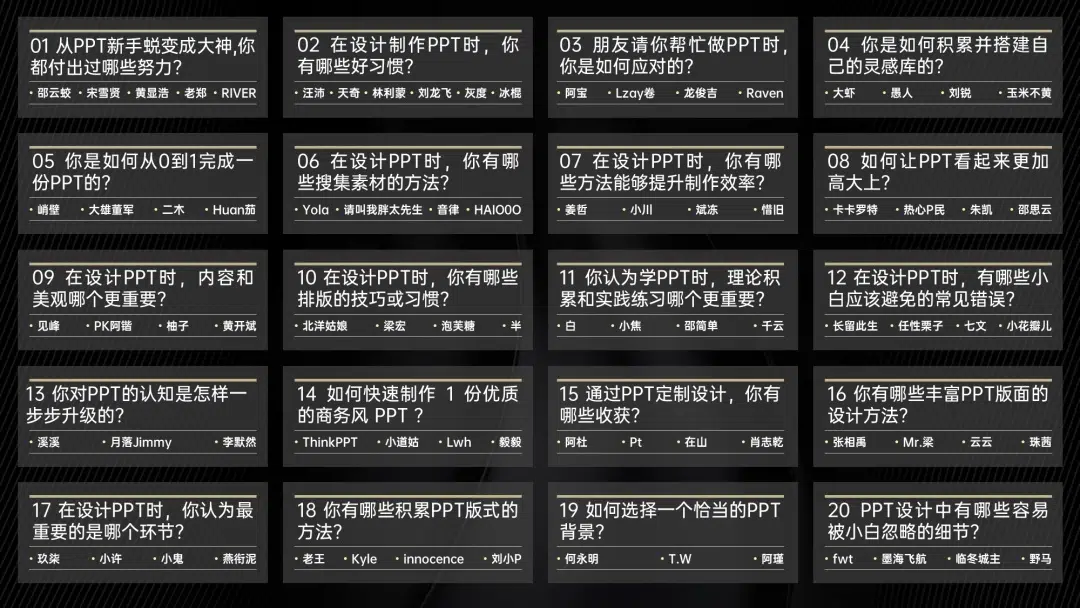 01 从PPT新手蜕变成大神,你
都付出过哪些努力?
• 邵云蛟 • 宋雪贤 • 黄显浩 • 老郑 • RIVER
02 在设计制作PPT时，你
有哪些好习惯?
• 汪沛 • 天奇 • 林利蒙 • 刘龙飞 • 灰度 • 冰棍
03 朋友请你帮忙做PPT时,
你是如何应对的?
• 阿宝 • Lzay卷 • 龙俊吉 • Raven
04 你是如何积累并搭建自
己的灵感库的?
• 大虾 • 愚人 • 刘锐 • 玉米不黄
05 你是如何从0到1完成一
份PPT的?
• 峭壁 • 大雄董军 • 二木 • Huan茄
06 在设计PPT时，你有哪
些搜集素材的方法?
• Yola • 请叫我胖太先生 • 音律 • HAIO0O
07 在设计PPT时，你有哪
些方法能够提升制作效率?
• 姜哲 • 小川 • 斌冻 • 惜旧
08 如何让PPT看起来更加
高大上?
• 卡卡罗特 • 热心P民 • 朱凯 • 邵思云
09 在设计PPT时，内容和
美观哪个更重要?
• 见峰 • PK阿锴 • 柚子 • 黄开斌
10 在设计PPT时，你有哪些
排版的技巧或习惯?
• 北洋姑娘 • 梁宏 • 泡芙糖 • 半
11 你认为学PPT时，理论积
累和实践练习哪个更重要?
• 白 • 小焦 • 邵简单 • 千云
12 在设计PPT时，有哪些小
白应该避免的常见错误?
• 长留此生 • 任性栗子 • 七文 • 小花瓣儿
13 你对PPT的认知是怎样一
步步升级的?
• 溪溪 • 月落Jimmy • 李默然
14 如何快速制作 1 份优质
的商务风 PPT ？
• ThinkPPT • 小道姑 • Lwh • 毅毅
15 通过PPT定制设计，你有
哪些收获?
• 阿杜 • Pt • 在山 • 肖志乾
16 你有哪些丰富PPT版面的
设计方法?
• 张相禹 • Mr.梁 • 云云 • 珠茜
17 在设计PPT时，你认为最
重要的是哪个环节?
• 玖柒 • 小许 • 小鬼 • 燕衔泥
18 你有哪些积累PPT版式的
方法?
• 老王 • Kyle • innocence • 刘小P
19 如何选择一个恰当的PPT
背景?
• 何永明 • T.W • 阿瑾
20 PPT设计中有哪些容易
被小白忽略的细节?
• fwt • 墨海飞航 • 临冬城主 • 野马